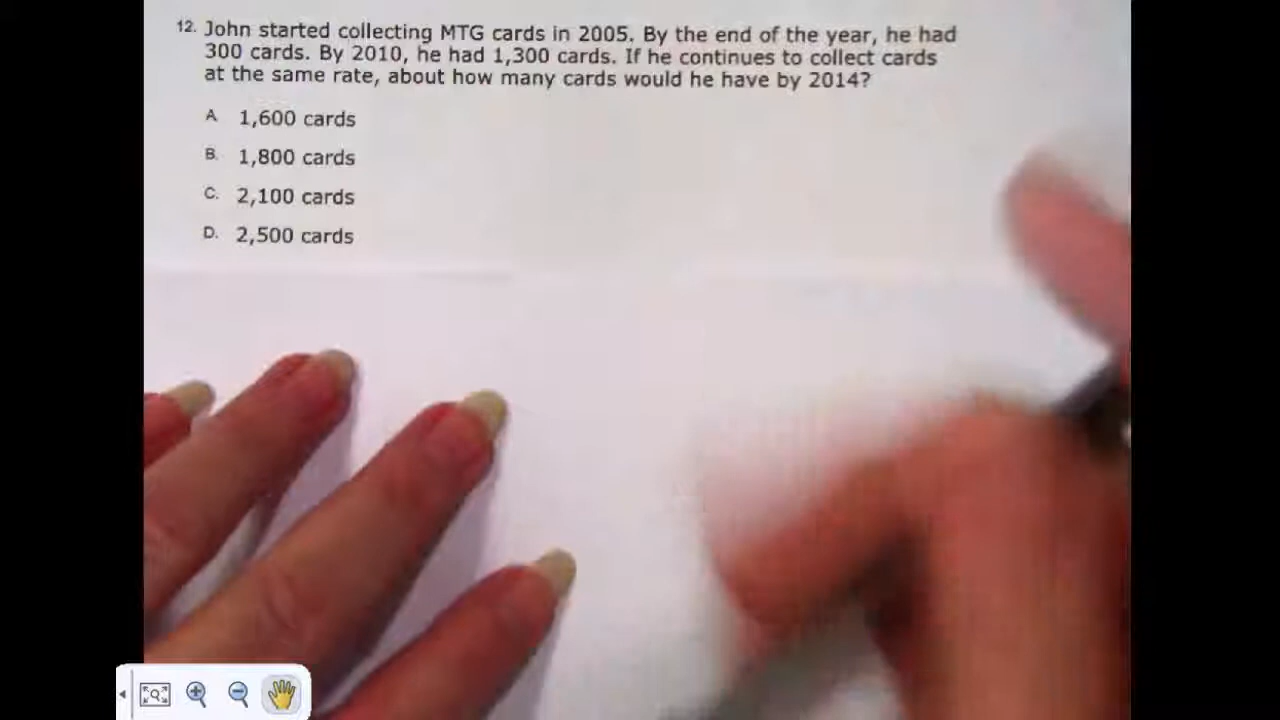 12. John started collecting MTG cards in 2005. By the end of the year, he had
300 cards. By 2010, he had 1,300 cards. If he continues to collect cards
at the same rate, about how many cards would he have by 2014?
A 1,600 cards
B. 1,800 cards
C. 2,100 cards
D. 2,500 cards